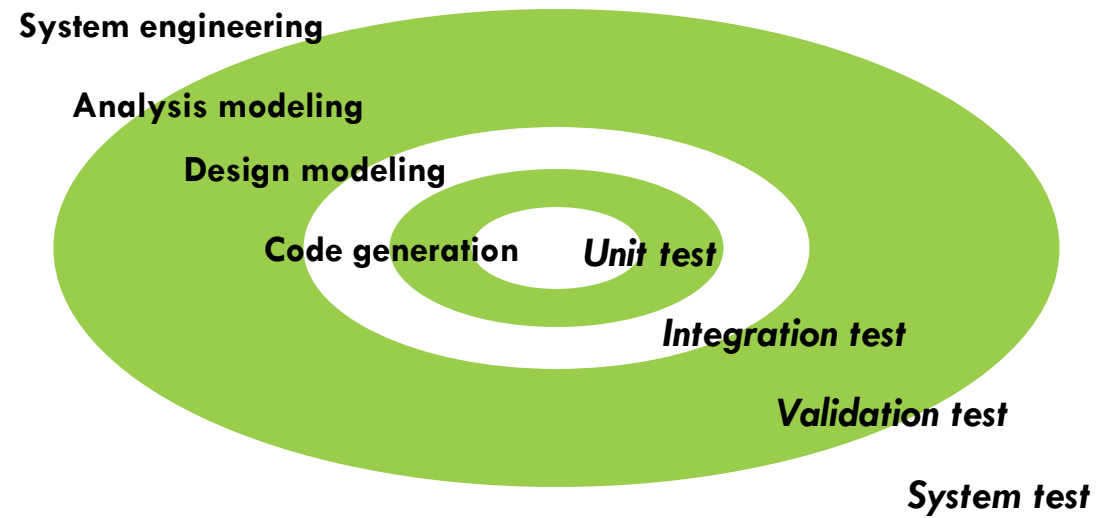 System engineering
Analysis modeling
Design modeling
Code generation
Unit test
Integration test
Validation test
System test